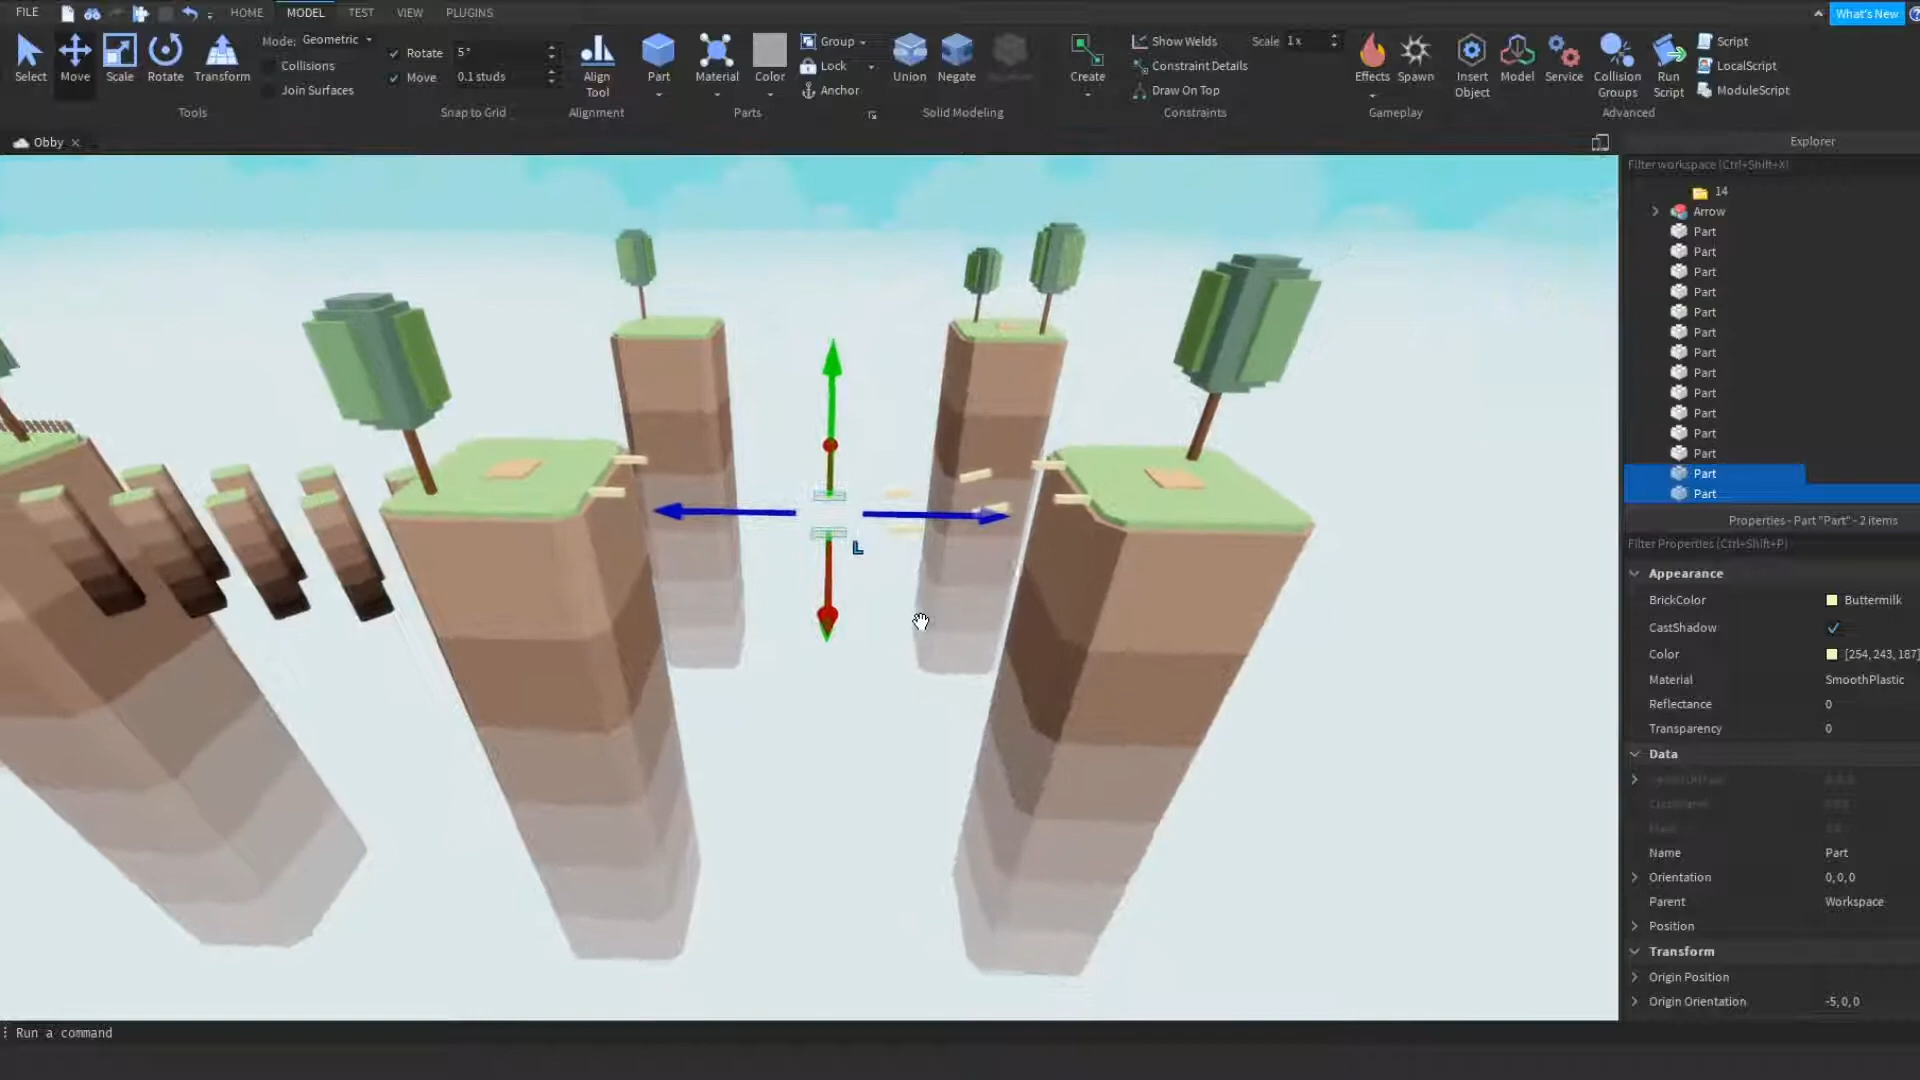 FILE HOME MODEL TEST VIEW PLUGINS What's New
Select Move Scale Rotate Transform
Mode: Geometric
Collisions
Join Surfaces
Tools
Rotate 5°
Move 0.1 studs
Snap to Grid
Align Tool
Alignment
Part Material Color
Group
Lock
Anchor
Parts
Union Negate
Solid Modeling
Create
Show Welds Scale 1x
Constraint Details
Draw On Top
Constraints
Effects Spawn
Gameplay
Insert Object Model Service Collision Groups Run Script
Script
LocalScript
ModuleScript
Advanced
Obby
Explorer
Filter workspace (Ctrl+Shift+X)
14
Arrow
Part
Part
Part
Part
Part
Part
Part
Part
Part
Part
Part
Part
Part
Part
L
Properties - Part "Part" - 2 items
Filter Properties (Ctrl+Shift+P)
Appearance
BrickColor Buttermilk
CastShadow
Color [254, 243, 187]
Material SmoothPlastic
Reflectance 0
Transparency 0
Data
Name Part
Orientation 0, 0, 0
Parent Workspace
Position
Transform
Origin Position
Origin Orientation -5, 0, 0
Run a command